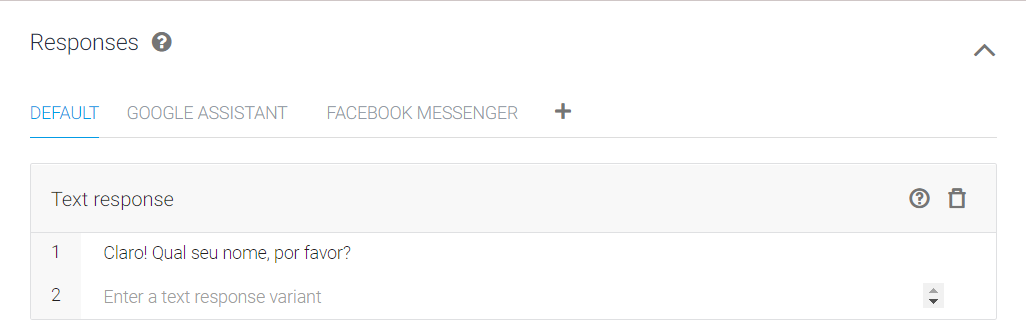 Responses
DEFAULT GOOGLE ASSISTANT FACEBOOK MESSENGER +
Text response
1 Claro! Qual seu nome, por favor?
2 Enter a text response variant